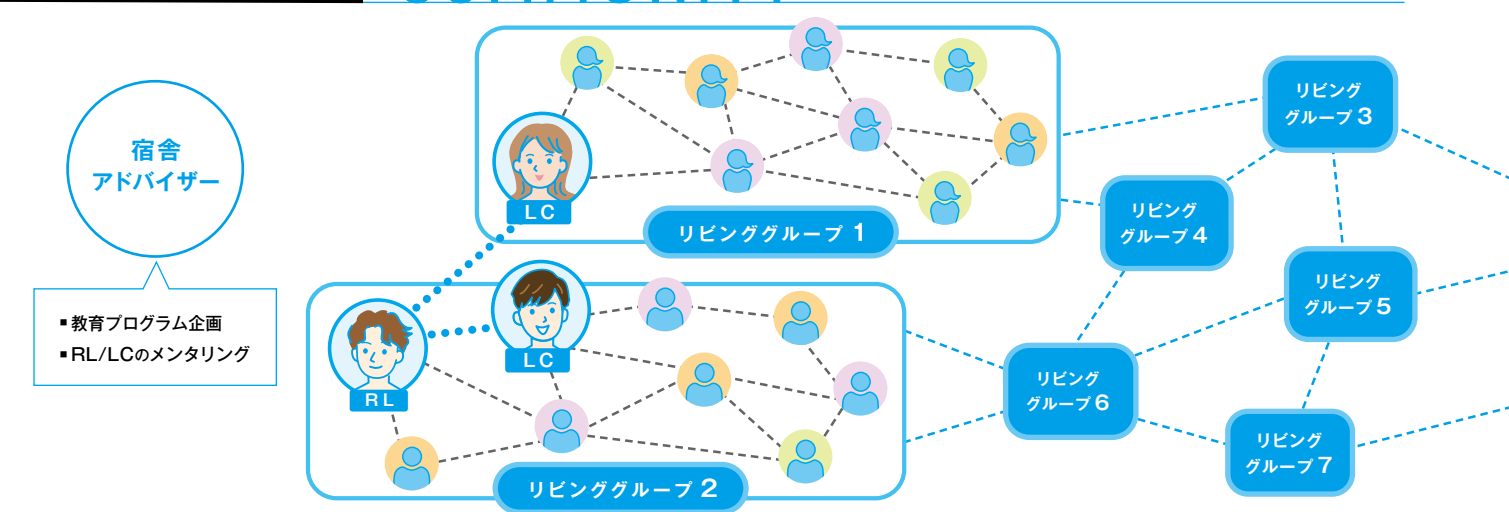 宿舎
アドバイザー
■教育プログラム企画
■RL/LCのメンタリング
LC
リビンググループ 1
LC
RL
リビンググループ 2
リビング
グループ 3
リビング
グループ 4
リビング
グループ 5
リビング
グループ 6
リビング
グループ 7